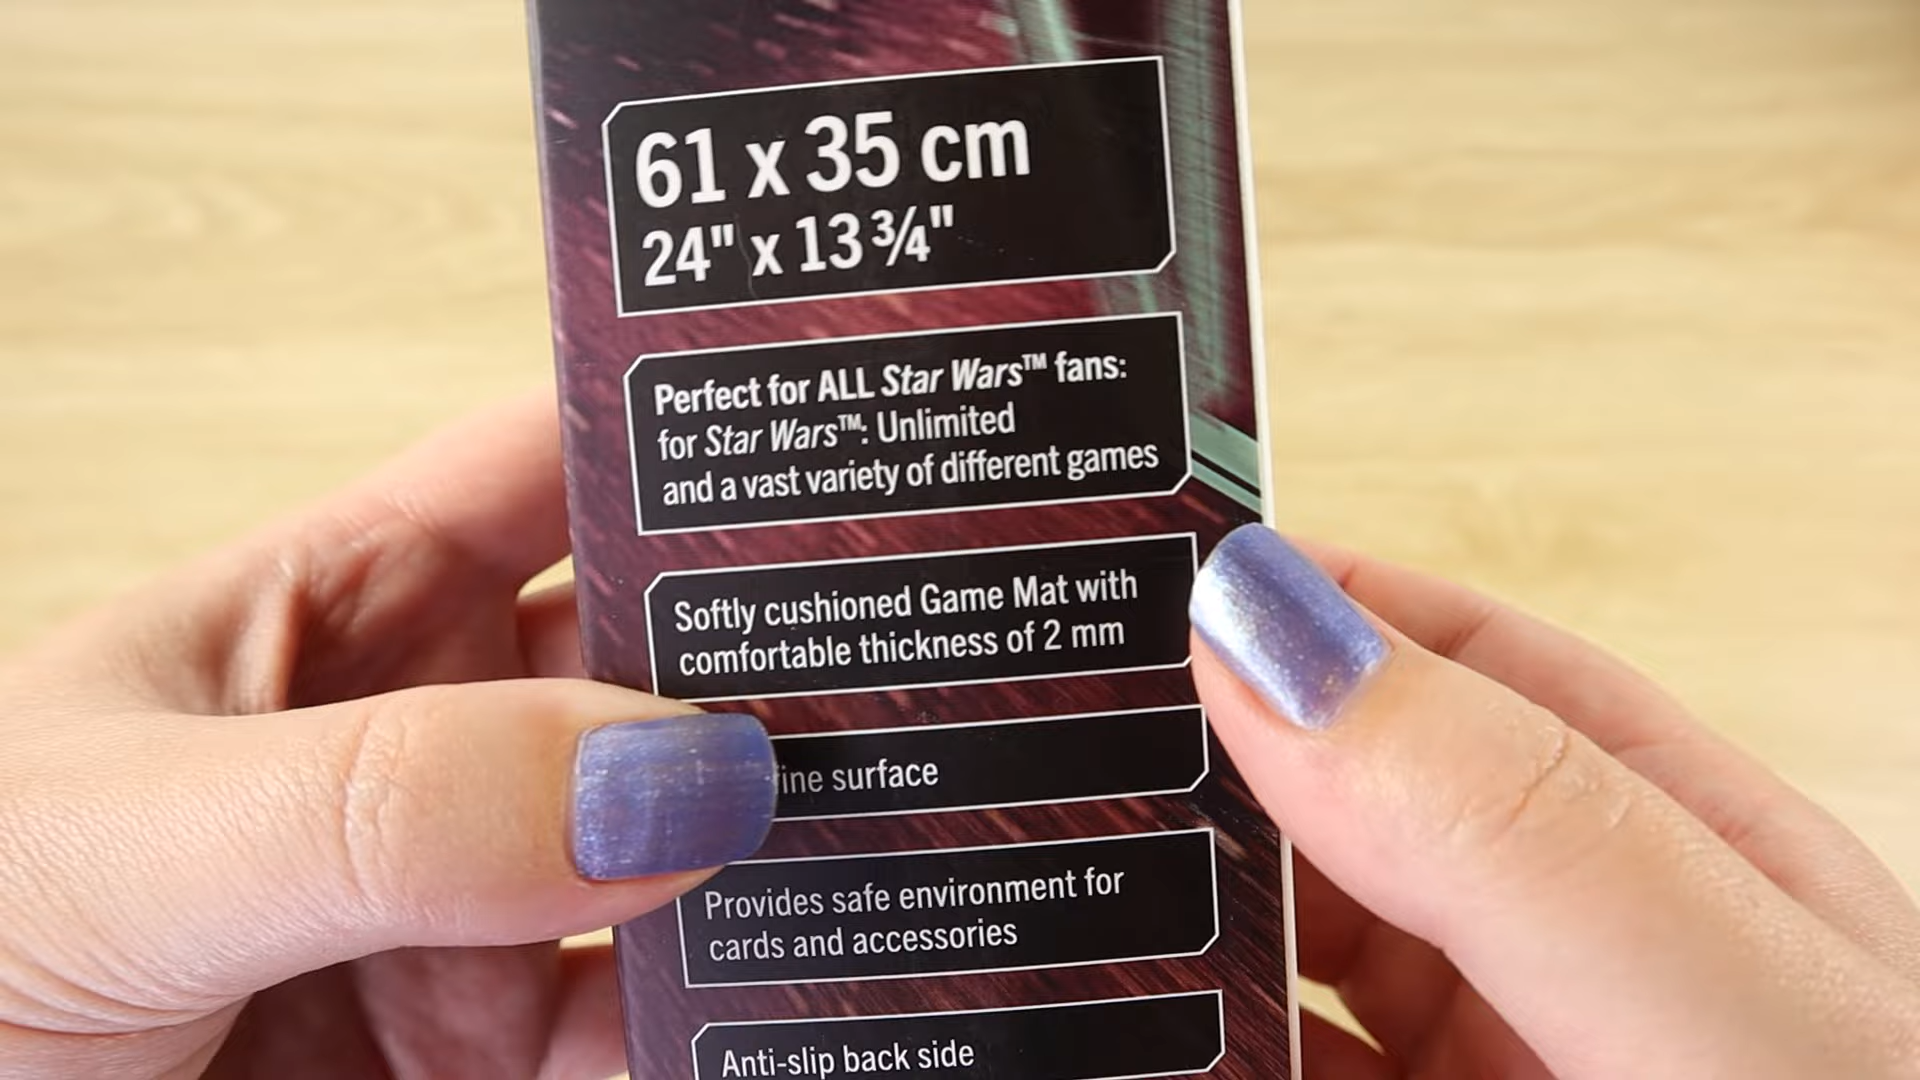 61 x 35 cm
24" x 13 ¾"
Perfect for ALL Star Wars™ fans:
for Star Wars™: Unlimited
and a vast variety of different games
Softly cushioned Game Mat with
comfortable thickness of 2 mm
surface
Provides safe environment for
cards and accessories
Anti-slip back side